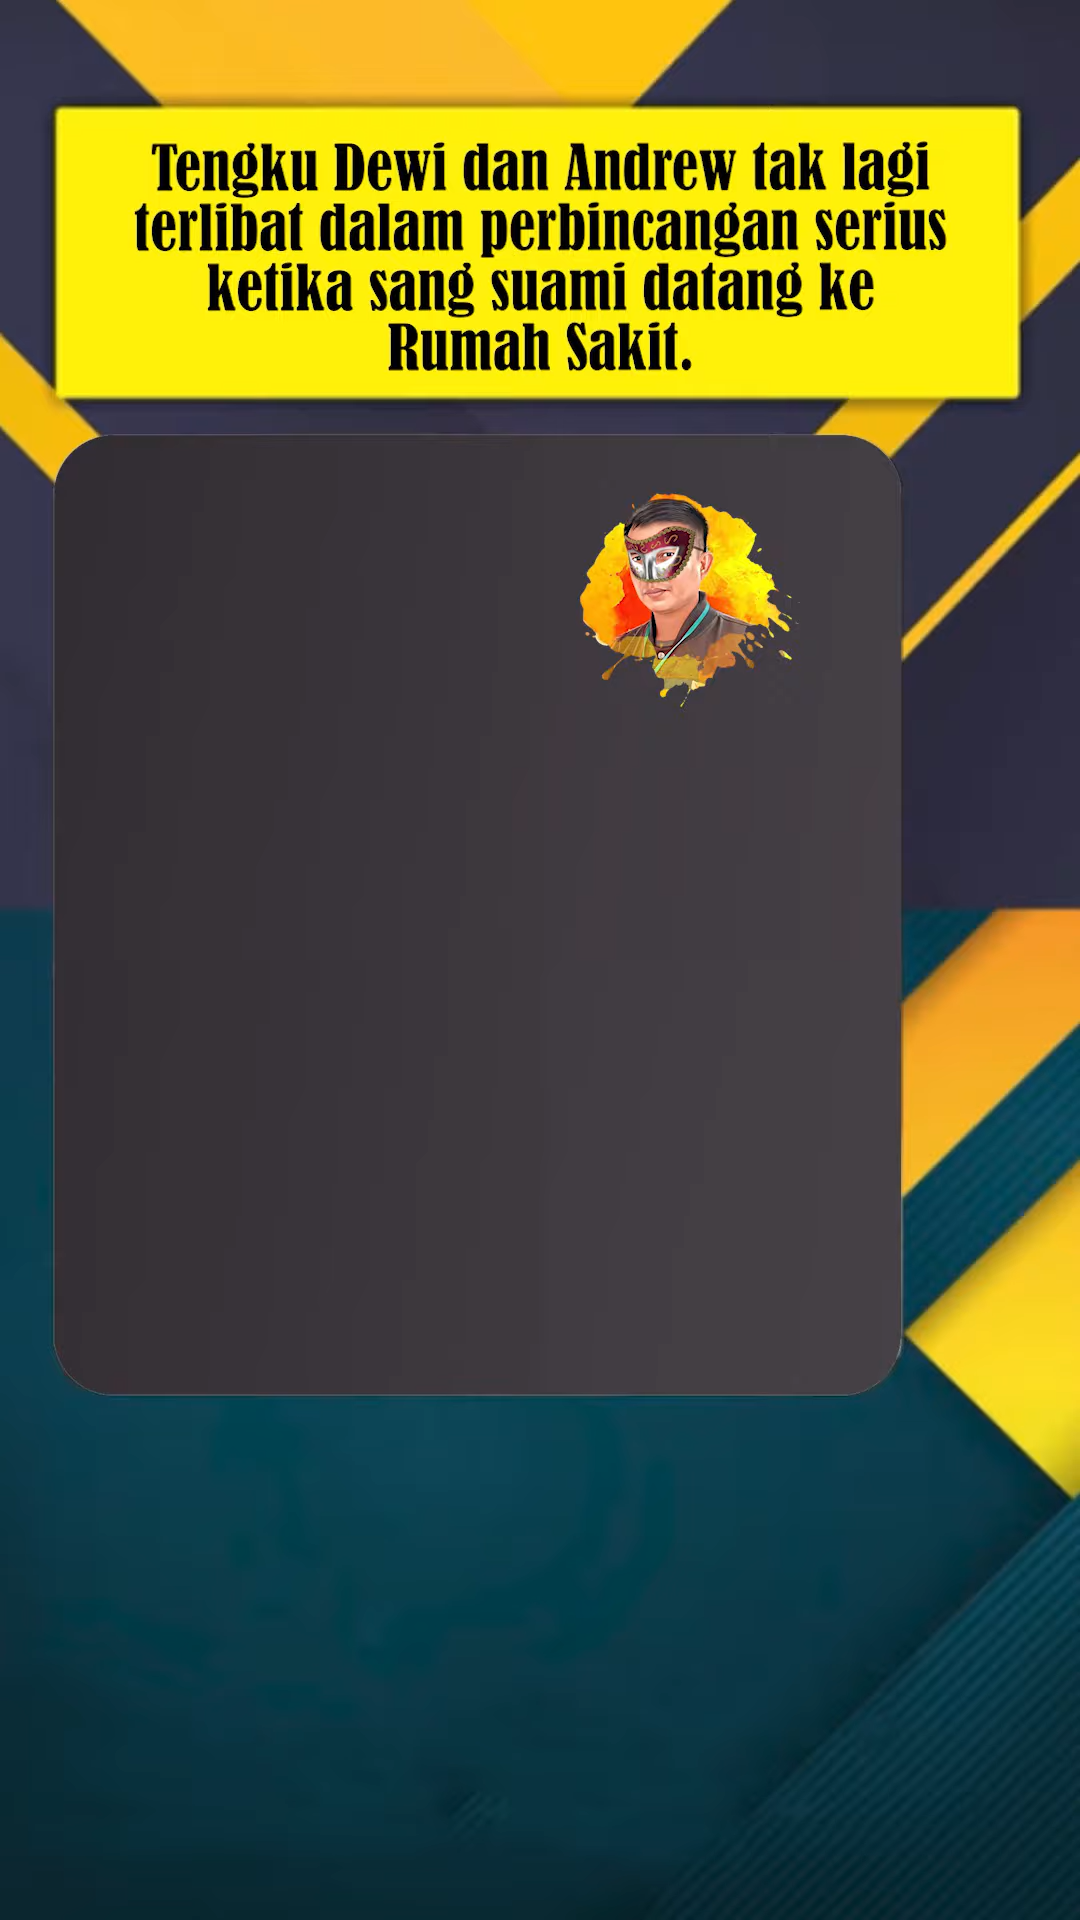 Tengku Dewi dan Andrew tak lagi
terlibat dalam perbincangan serius
ketika sang suami datang ke
Rumah Sakit.